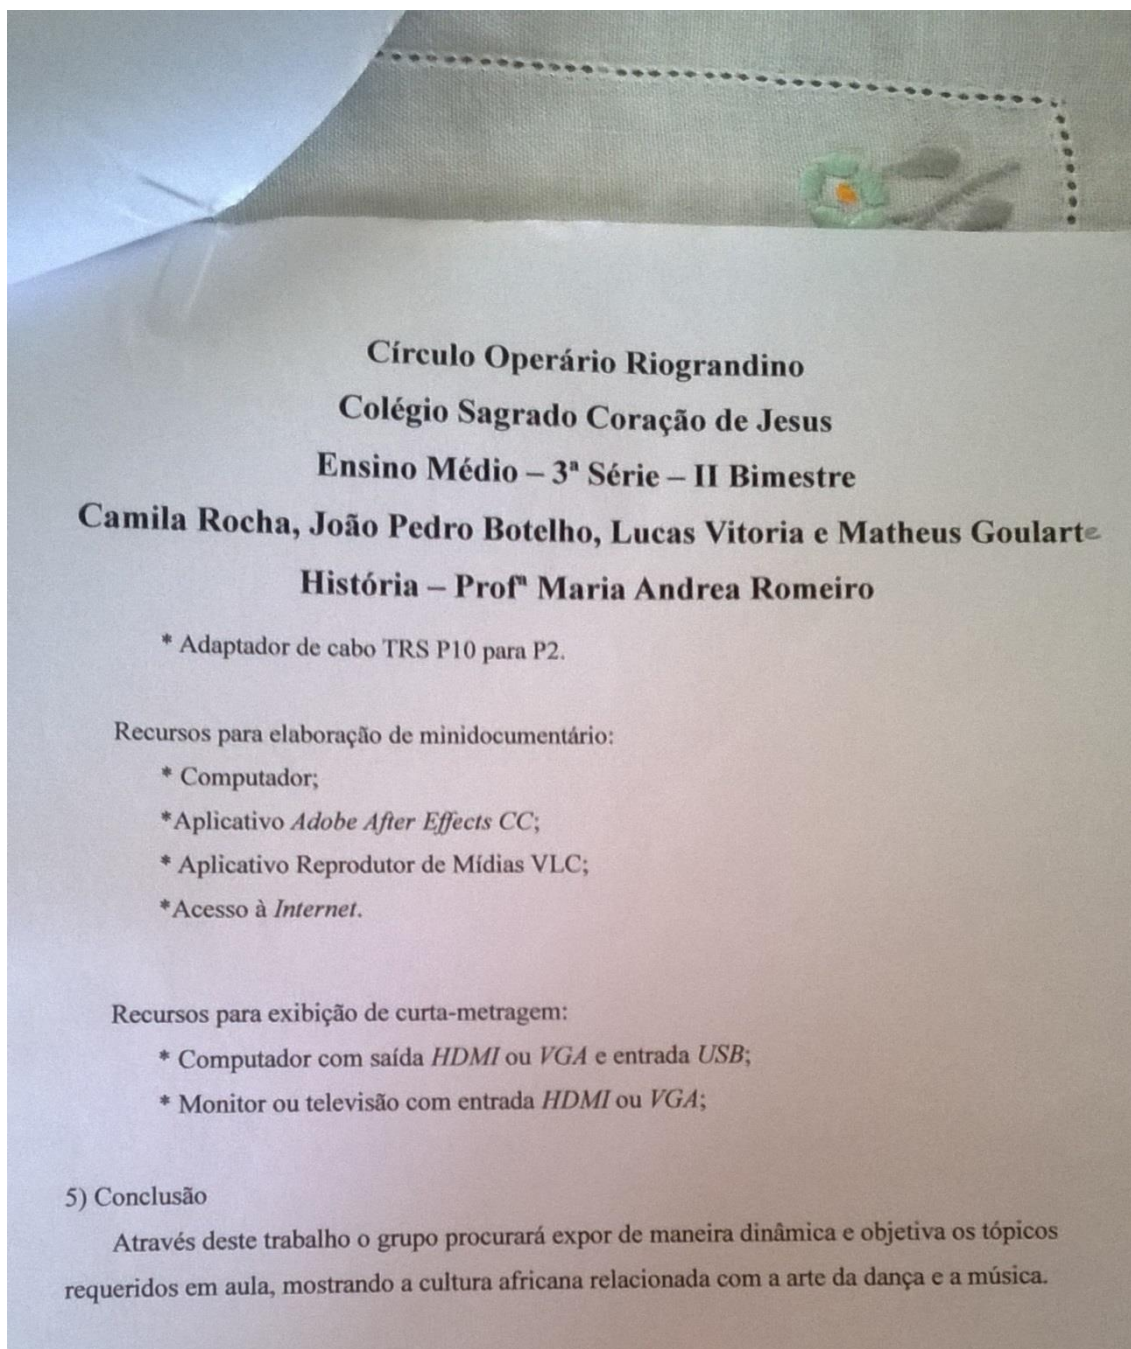 Círculo Operário Riograndino
Colégio Sagrado Coração de Jesus
Ensino Médio – 3ª Série – II Bimestre
Camila Rocha, João Pedro Botelho, Lucas Vitoria e Matheus Goularte
História – Profª Maria Andrea Romeiro
* Adaptador de cabo TRS P10 para P2.
Recursos para elaboração de minidocumentário:
* Computador;
*Aplicativo Adobe After Effects CC;
* Aplicativo Reprodutor de Mídias VLC;
*Acesso à Internet.
Recursos para exibição de curta-metragem:
* Computador com saída HDMI ou VGA e entrada USB;
* Monitor ou televisão com entrada HDMI ou VGA;
5) Conclusão
Através deste trabalho o grupo procurará expor de maneira dinâmica e objetiva os tópicos
requeridos em aula, mostrando a cultura africana relacionada com a arte da dança e a música.